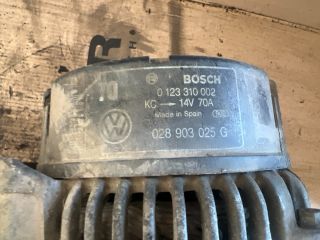 BOSCH
0 123 310 002
KC → 14V 70A
Made in Spain
028 903 025 G